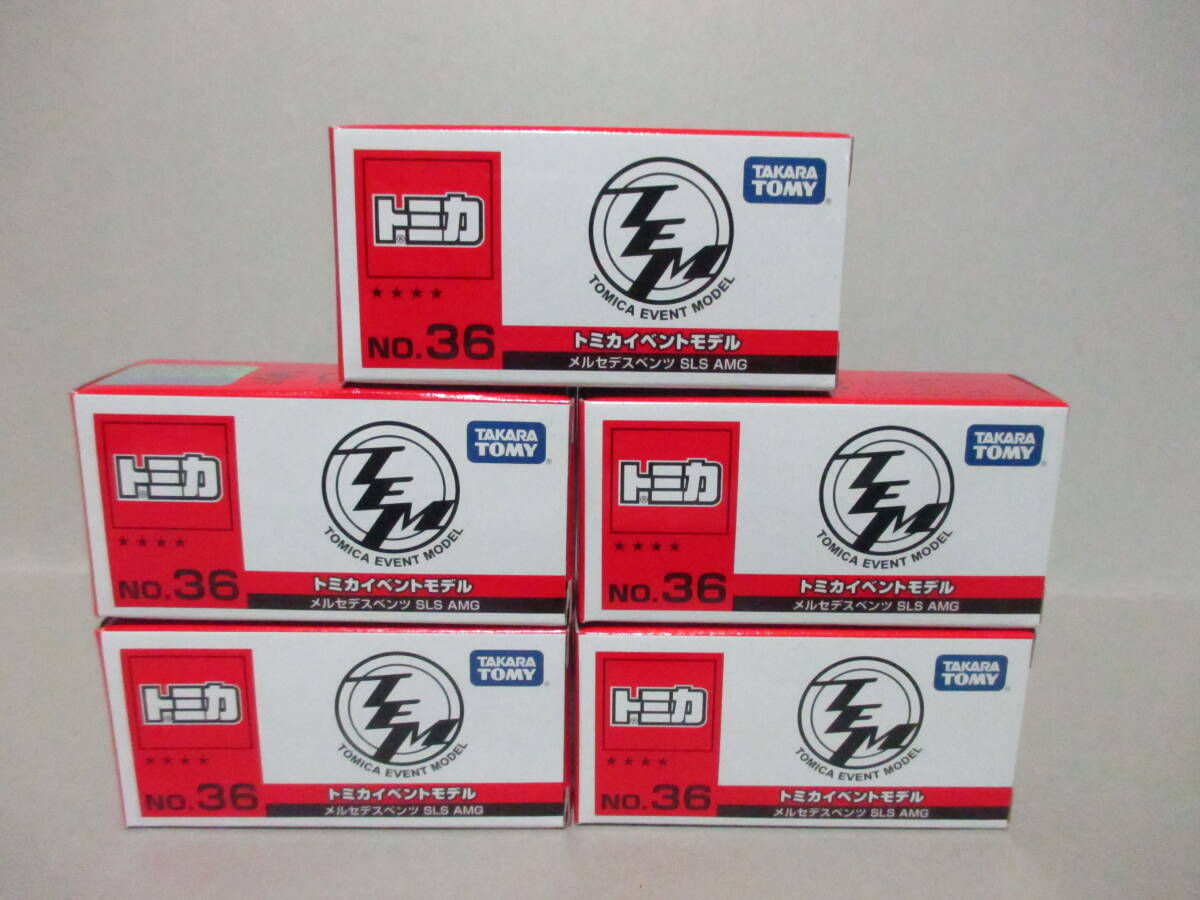 トミカ®
★★★★
NO.36
TEM
TOMICA EVENT MODEL
TAKARA
TOMY®
トミカイベントモデル
メルセデスベンツ SLS AMG
トミカ®
★★★★
NO.36
TEM
TOMICA EVENT MODEL
TAKARA
TOMY®
トミカイベントモデル
メルセデスベンツ SLS AMG
トミカ®
★★★★
NO.36
TEM
TOMICA EVENT MODEL
TAKARA
TOMY®
トミカイベントモデル
メルセデスベンツ SLS AMG
トミカ®
★★★★
NO.36
TEM
TOMICA EVENT MODEL
TAKARA
TOMY®
トミカイベントモデル
メルセデスベンツ SLS AMG
トミカ®
★★★★
NO.36
TEM
TOMICA EVENT MODEL
TAKARA
TOMY®
トミカイベントモデル
メルセデスベンツ SLS AMG